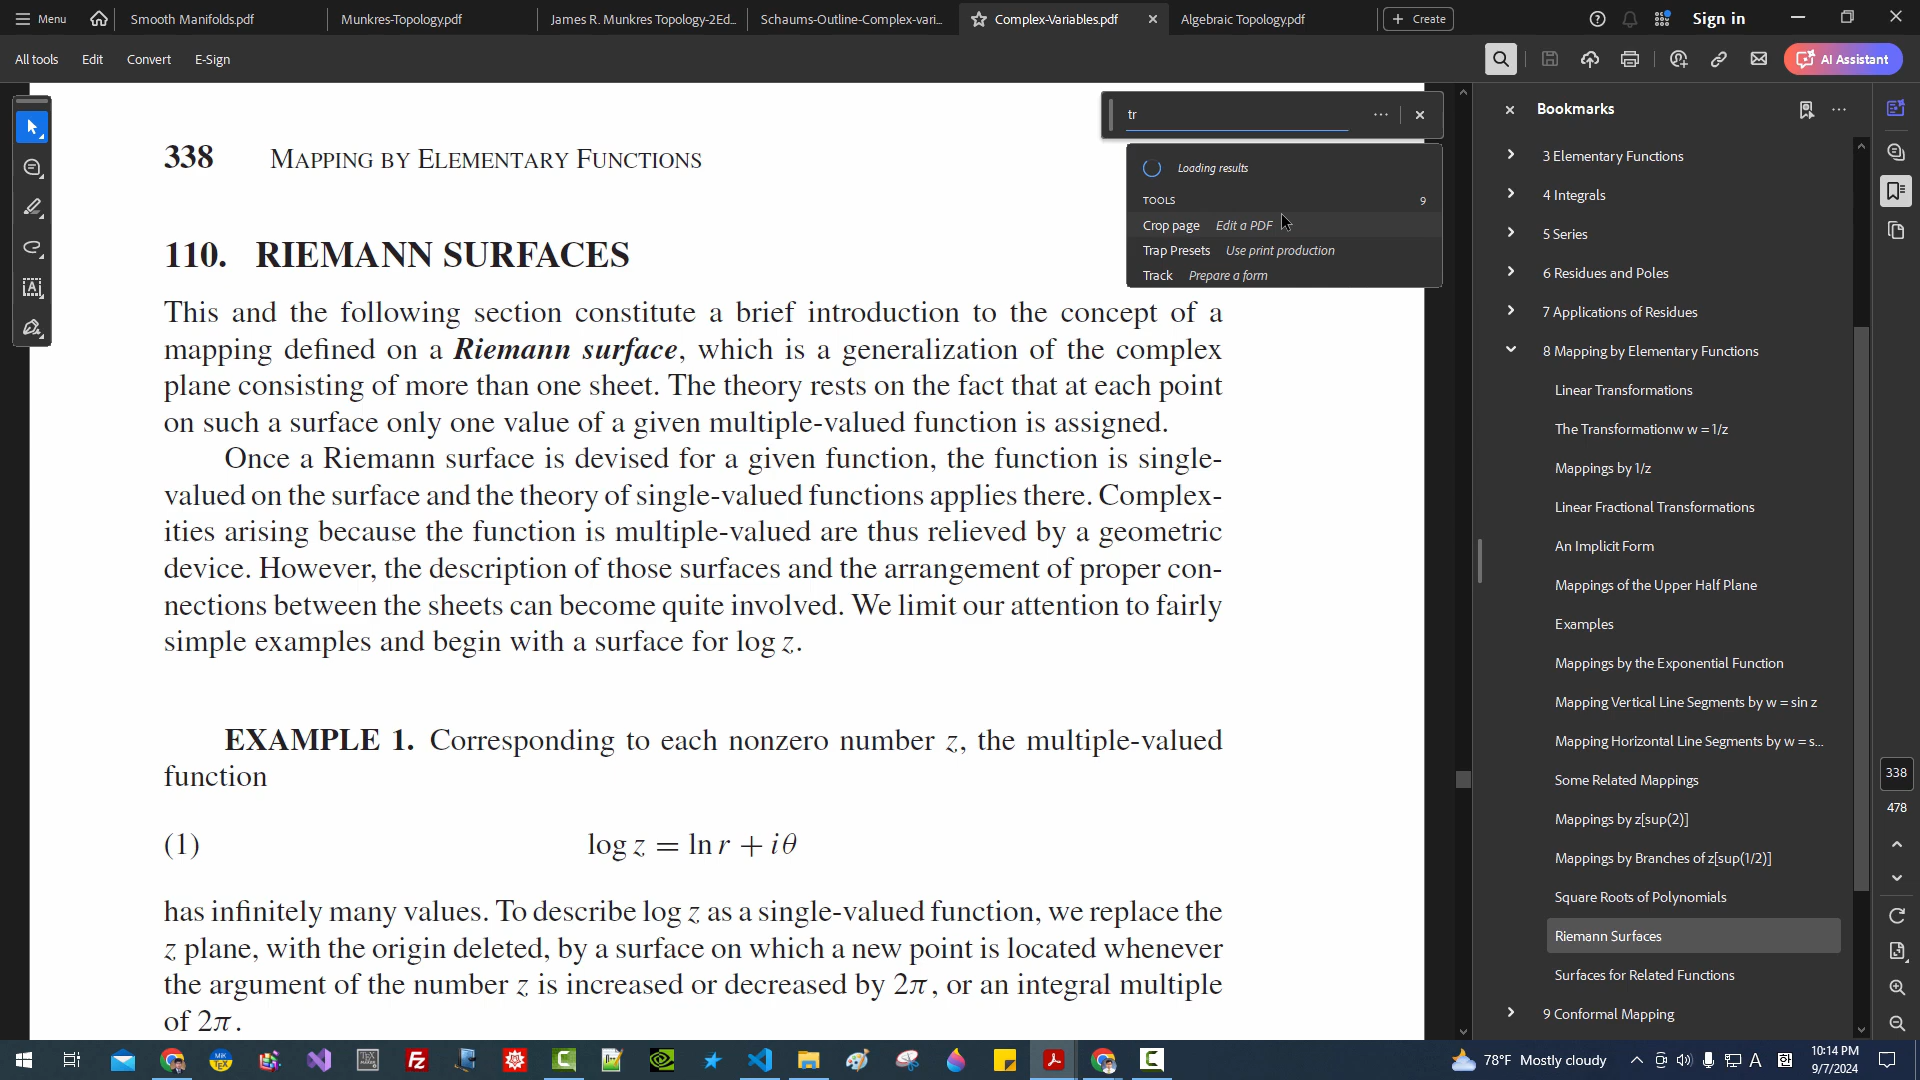 Menu
Smooth Manifolds.pdf
Munkres-Topology.pdf
James R. Munkres Topology-2Ed...
Schaums-Outline-Complex-vari...
Complex-Variables.pdf
Algebraic Topology.pdf
Create
Sign in
All tools
Edit
Convert
E-Sign
AI Assistant
tr
Loading results
TOOLS 9
Crop page Edit a PDF
Trap Presets Use print production
Track Prepare a form
338 MAPPING BY ELEMENTARY FUNCTIONS
110. RIEMANN SURFACES
This and the following section constitute a brief introduction to the concept of a
mapping defined on a Riemann surface, which is a generalization of the complex
plane consisting of more than one sheet. The theory rests on the fact that at each point
on such a surface only one value of a given multiple-valued function is assigned.
Once a Riemann surface is devised for a given function, the function is single-
valued on the surface and the theory of single-valued functions applies there. Complex-
ities arising because the function is multiple-valued are thus relieved by a geometric
device. However, the description of those surfaces and the arrangement of proper con-
nections between the sheets can become quite involved. We limit our attention to fairly
simple examples and begin with a surface for log z.
EXAMPLE 1. Corresponding to each nonzero number z, the multiple-valued
function
(1) log z = ln r + iθ
has infinitely many values. To describe log z as a single-valued function, we replace the
z plane, with the origin deleted, by a surface on which a new point is located whenever
the argument of the number z is increased or decreased by 2π, or an integral multiple
of 2π.
Bookmarks
3 Elementary Functions
4 Integrals
5 Series
6 Residues and Poles
7 Applications of Residues
8 Mapping by Elementary Functions
Linear Transformations
The Transformationw w = 1/z
Mappings by 1/z
Linear Fractional Transformations
An Implicit Form
Mappings of the Upper Half Plane
Examples
Mappings by the Exponential Function
Mapping Vertical Line Segments by w = sin z
Mapping Horizontal Line Segments by w = s...
Some Related Mappings
Mappings by z[sup(2)]
Mappings by Branches of z[sup(1/2)]
Square Roots of Polynomials
Riemann Surfaces
Surfaces for Related Functions
9 Conformal Mapping
338
478
78°F Mostly cloudy
A
10:14 PM
9/7/2024